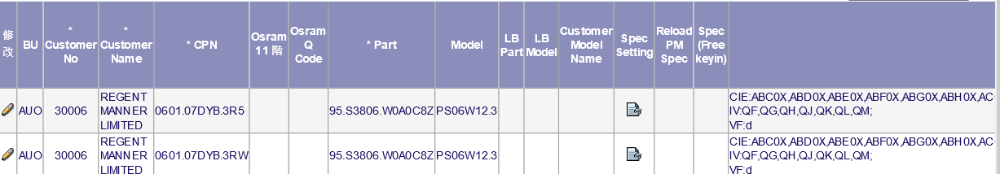 修改 BU * Customer No * Customer Name * CPN Osram 11 階 Osram Q Code * Part Model LB Part LB Model Customer Model Name Spec Setting Reload PM Spec Spec (Free keyin)
AUO 30006 REGENT MANNER LIMITED 0601.07DYB.3R5 95.S3806.W0A0C8Z PS06W12.3 CIE:ABC0X,ABD0X,ABE0X,ABF0X,ABG0X,ABH0X,AC
IV:QF,QG,QH,QJ,QK,QL,QM;
VF:d
AUO 30006 REGENT MANNER LIMITED 0601.07DYB.3RW 95.S3806.W0A0C8Z PS06W12.3 CIE:ABC0X,ABD0X,ABE0X,ABF0X,ABG0X,ABH0X,AC
IV:QF,QG,QH,QJ,QK,QL,QM;
VF:d